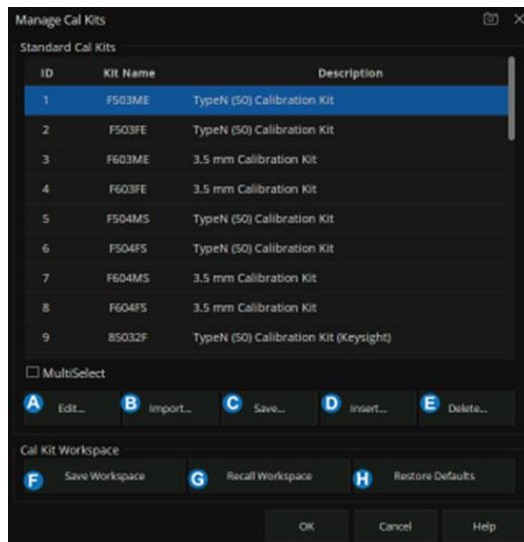 Manage Cal Kits
Standard Cal Kits
ID Kit Name Description
1 F503ME TypeN (50) Calibration Kit
2 F503FE TypeN (50) Calibration Kit
3 F603ME 3.5 mm Calibration Kit
4 F603FE 3.5 mm Calibration Kit
5 F504MS TypeN (50) Calibration Kit
6 F504FS TypeN (50) Calibration Kit
7 F604MS 3.5 mm Calibration Kit
8 F604FS 3.5 mm Calibration Kit
9 85032F TypeN (50) Calibration Kit (Keysight)
MultiSelect
A Edit... B Import... C Save... D Insert... E Delete...
Cal Kit Workspace
F Save Workspace G Recall Workspace H Restore Defaults
OK Cancel Help